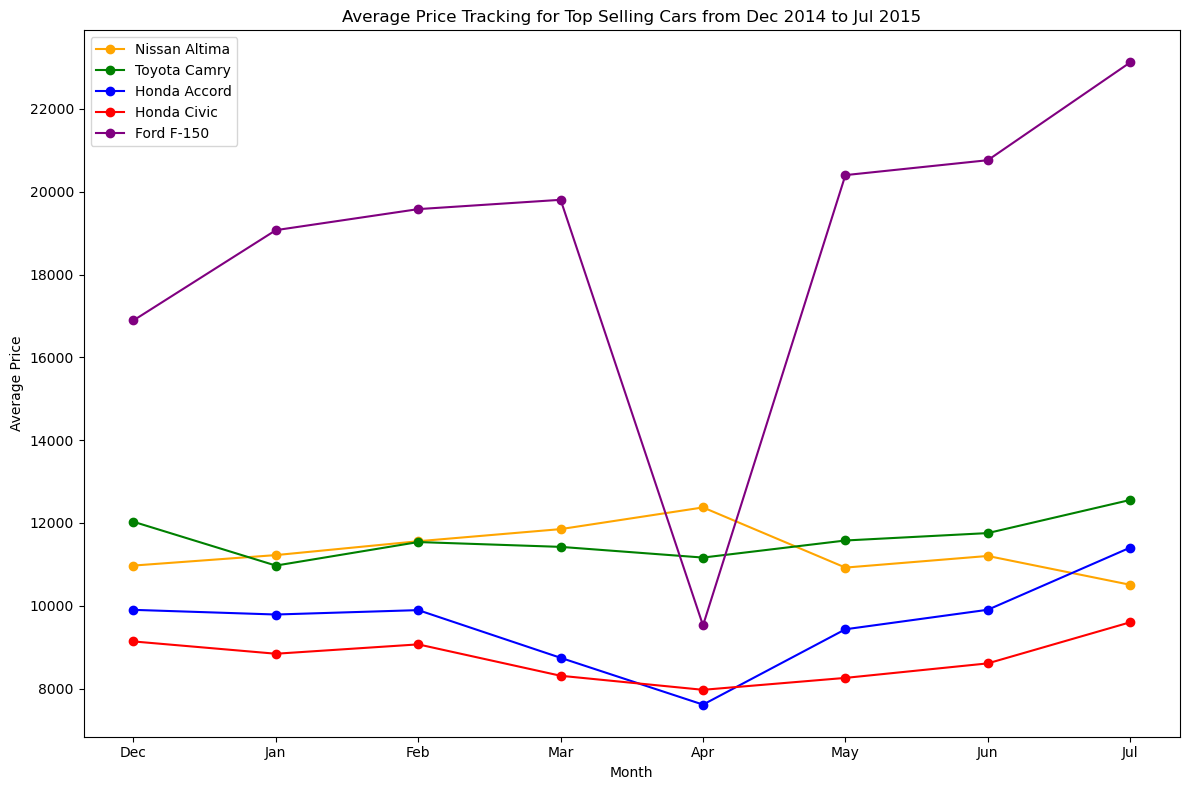 Average Price Tracking for Top Selling Cars from Dec 2014 to Jul 2015
Nissan Altima
Toyota Camry
Honda Accord
Honda Civic
Ford F-150
22000
20000
18000
16000
14000
12000
10000
8000
Average Price
Dec Jan Feb Mar Apr May Jun Jul
Month